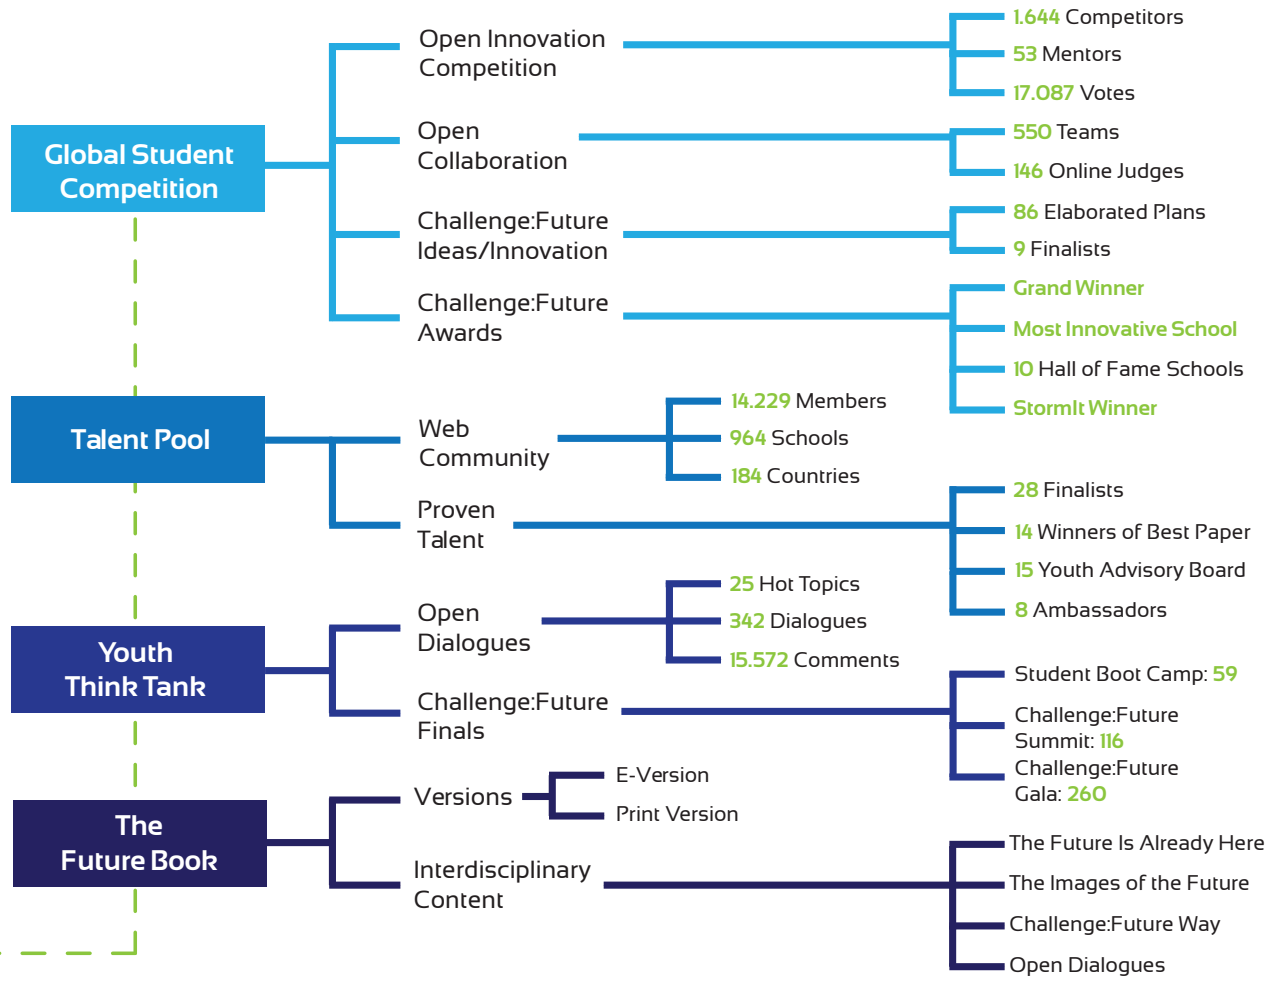 Global Student
Competition
Open Innovation
Competition
1.644 Competitors
53 Mentors
17.087 Votes
Open
Collaboration
550 Teams
146 Online Judges
Challenge:Future
Ideas/Innovation
86 Elaborated Plans
9 Finalists
Challenge:Future
Awards
Grand Winner
Most Innovative School
10 Hall of Fame Schools
StormIt Winner
Talent Pool
Web
Community
14.229 Members
964 Schools
184 Countries
Proven
Talent
28 Finalists
14 Winners of Best Paper
15 Youth Advisory Board
8 Ambassadors
Youth
Think Tank
Open
Dialogues
25 Hot Topics
342 Dialogues
15.572 Comments
Challenge:Future
Finals
Student Boot Camp: 59
Challenge:Future
Summit: 116
Challenge:Future
Gala: 260
The
Future Book
Versions
E-Version
Print Version
Interdisciplinary
Content
The Future Is Already Here
The Images of the Future
Challenge:Future Way
Open Dialogues